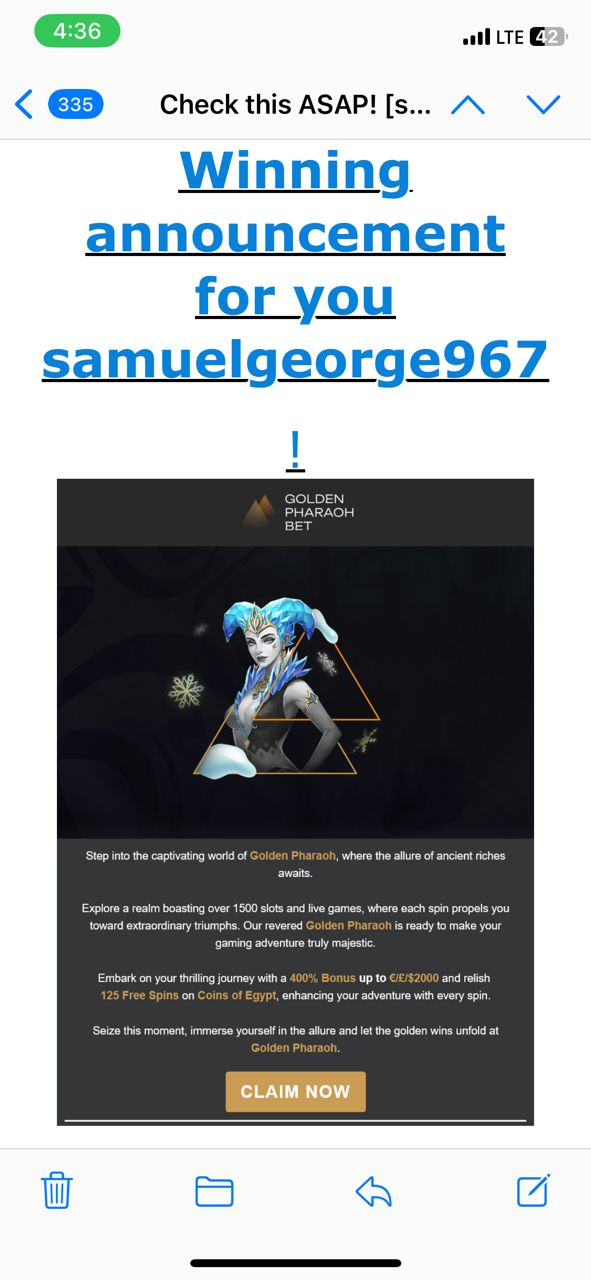 4:36
LTE 42
335
Check this ASAP! [s...
Winning
announcement
for you
samuelgeorge967
!
GOLDEN
PHARAOH
BET
Step into the captivating world of Golden Pharaoh, where the allure of ancient riches
awaits.
Explore a realm boasting over 1500 slots and live games, where each spin propels you
toward extraordinary triumphs. Our revered Golden Pharaoh is ready to make your
gaming adventure truly majestic.
Embark on your thrilling journey with a 400% Bonus up to €/£/$2000 and relish
125 Free Spins on Coins of Egypt, enhancing your adventure with every spin.
Seize this moment, immerse yourself in the allure and let the golden wins unfold at
Golden Pharaoh.
CLAIM NOW